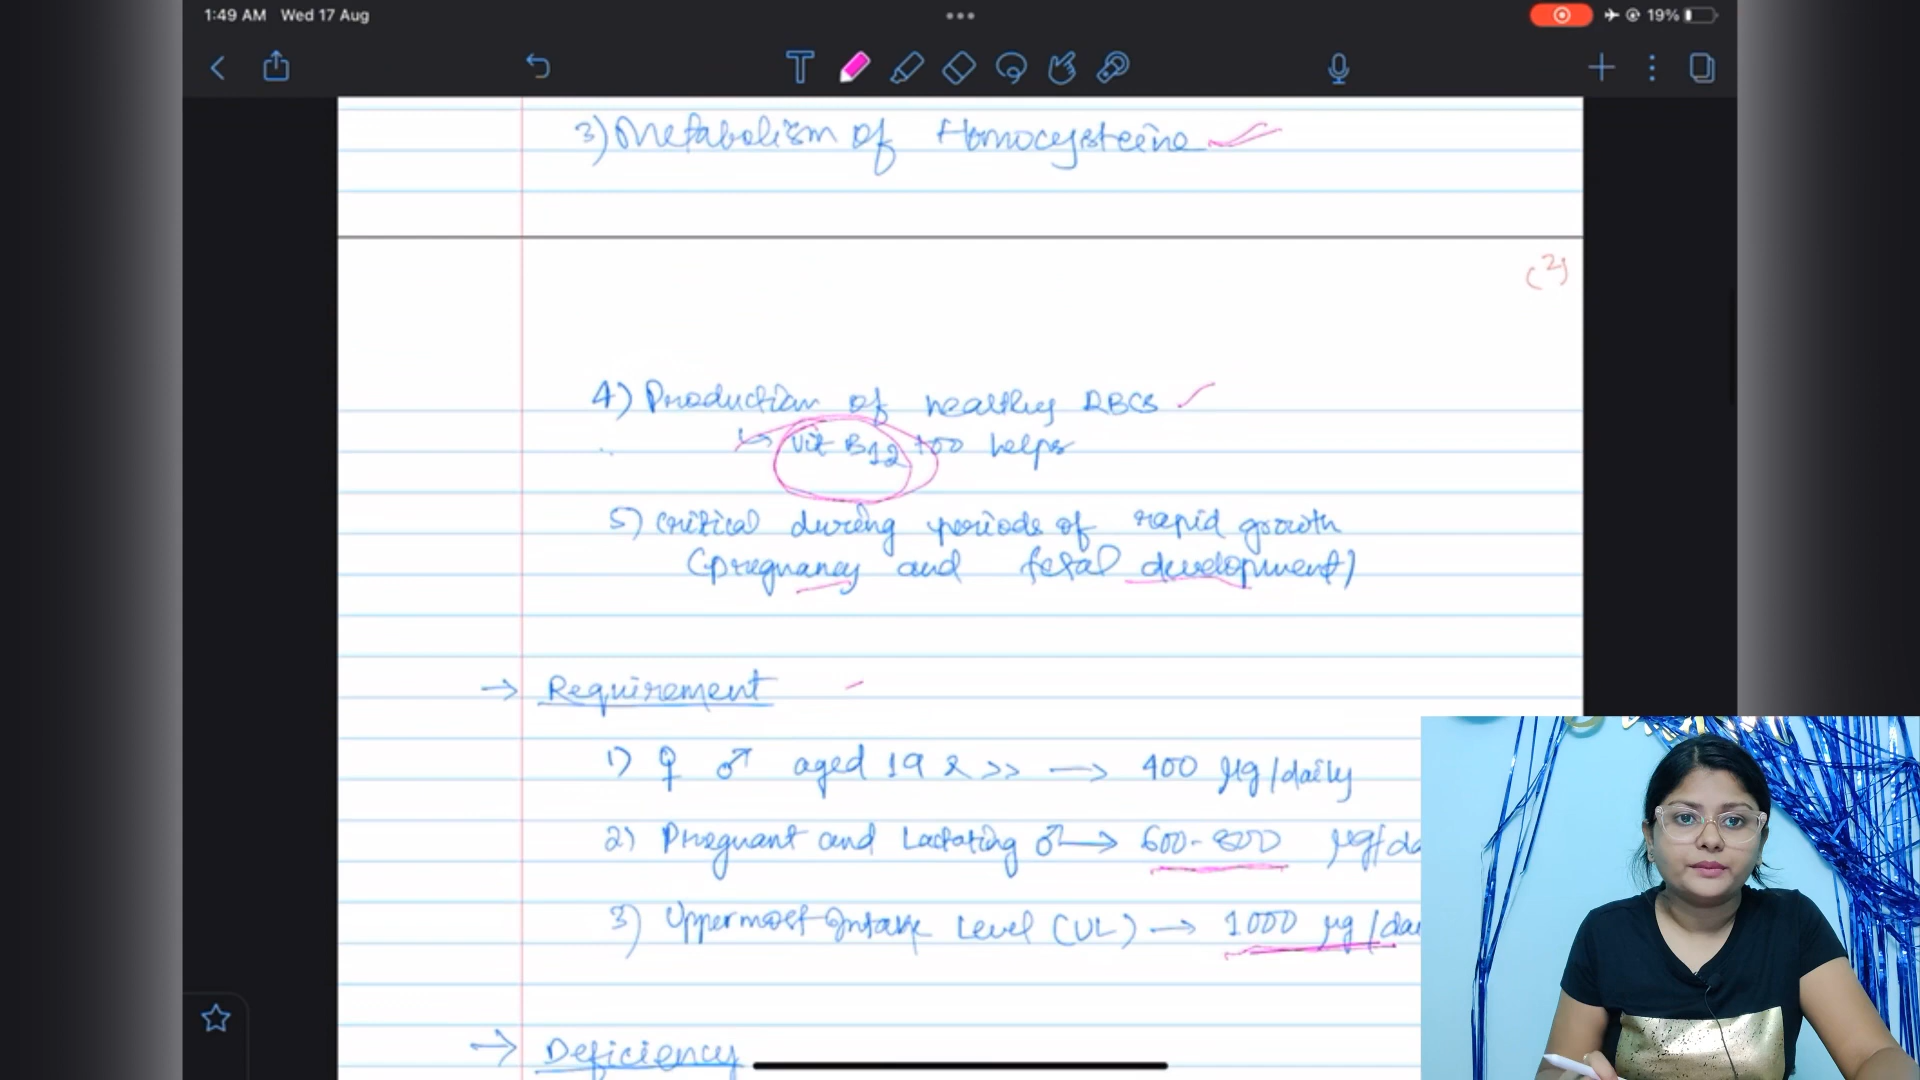 1:49 AM Wed 17 Aug
19%
3) Metabolism of Homocysteine
(2)
4) Production of healthy RBCs
↳ Vit B12 too helps
5) Critical during periods of rapid growth
(pregnancy and fetal development)
→ Requirement
1) ♀ ♂ aged 19 & >> → 400 µg/daily
2) Pregnant and Lactating ♂ → 600-800 µg/da
3) Uppermost Intake Level (UL) → 1000 µg/dai
→ Deficiency